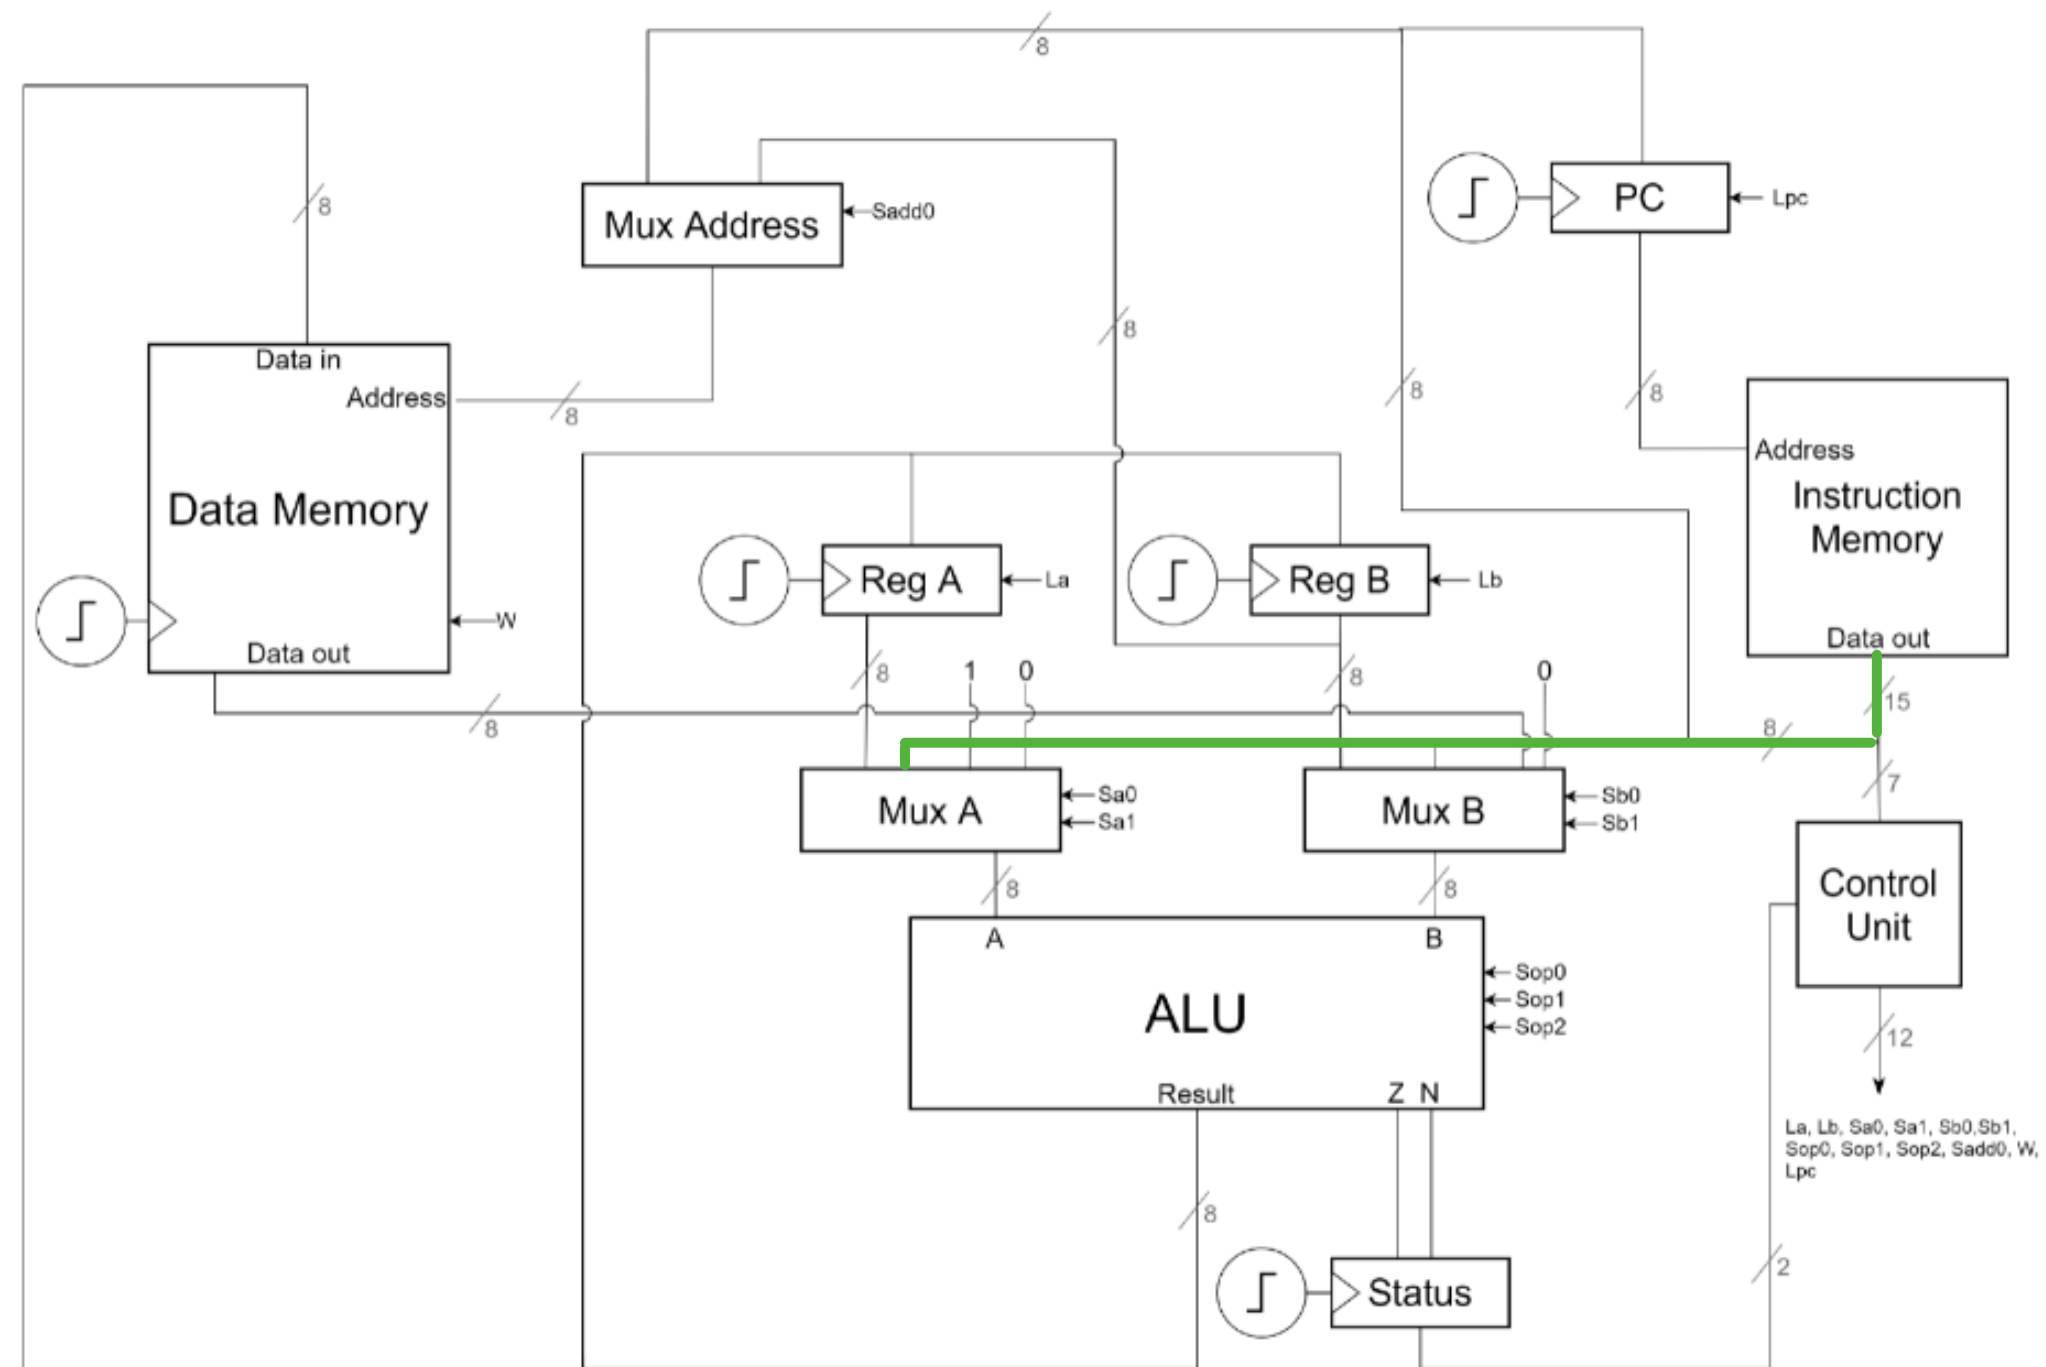 8
8
PC
Lpc
Mux Address
Sadd0
8
Data in
Address
8
8
8
8
Data Memory
W
Data out
Address
Instruction
Memory
Data out
Reg A
La
Reg B
Lb
8
1
0
8
0
15
8
8
7
Mux A
Sa0
Sa1
Mux B
Sb0
Sb1
8
8
Control
Unit
A
B
ALU
Sop0
Sop1
Sop2
12
Result
Z N
La, Lb, Sa0, Sa1, Sb0,Sb1,
Sop0, Sop1, Sop2, Sadd0, W,
Lpc
8
2
Status